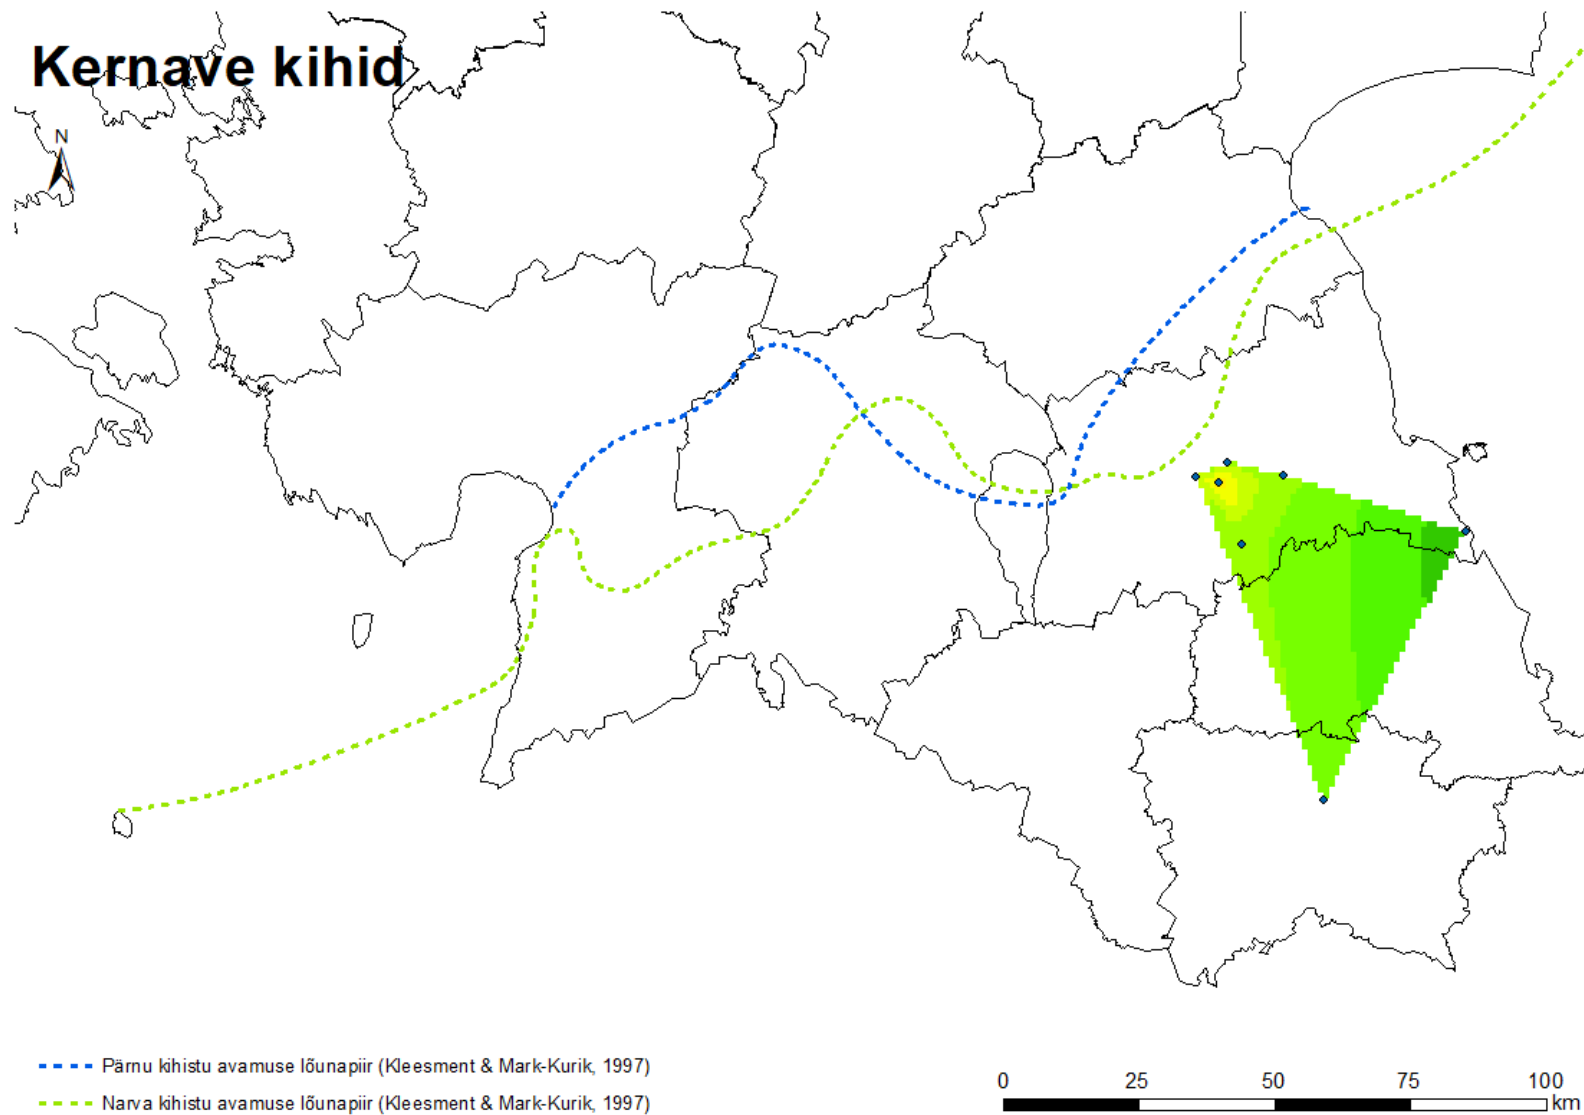 Kernave kihid
N
Pärnu kihistu avamuse lõunapiir (Kleesment & Mark-Kurik, 1997)
Narva kihistu avamuse lõunapiir (Kleesment & Mark-Kurik, 1997)
0 25 50 75 100
km